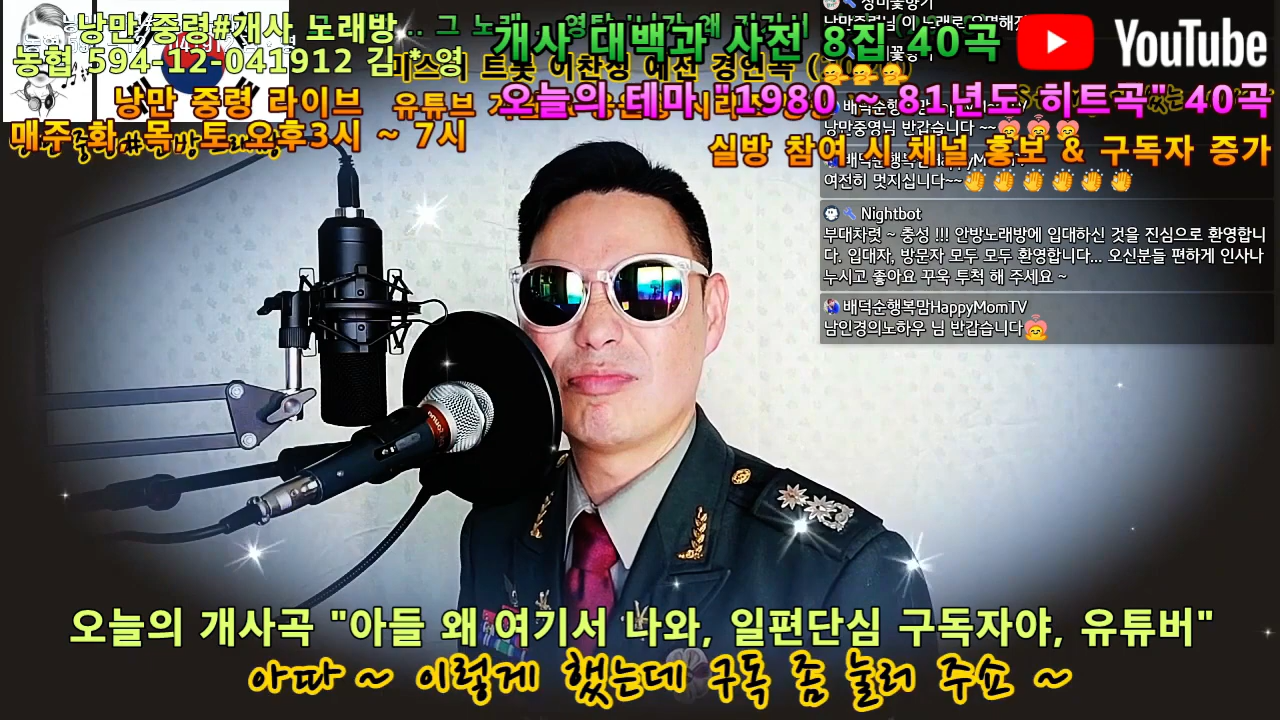 낭만 중령#개사 노래방
농협 594-12-041912 김 * 영
낭만 중령 라이브
매주 화 목 토 오후3시 ~ 7시
개사 대백과 사전 8집 40곡
YouTube
오늘의 테마 "1980 ~ 81년도 히트곡" 40곡
실방 참여 시 채널 홍보 & 구독자 증가
낭만중영님 반갑습니다 ~~
여전히 멋지십니다~~
Nightbot
부대차렷 ~ 충성 !!! 안방노래방에 입대하신 것을 진심으로 환영합니
다. 입대자, 방문자 모두 모두 환영합니다... 오신분들 편하게 인사나
누시고 좋아요 꾸욱 투척 해 주세요 ~
배덕순행복맘HappyMomTV
남인경의노하우 님 반갑습니다
오늘의 개사곡 "아들 왜 여기서 나와, 일편단심 구독자야, 유튜버"
아따 ~ 이렇게 했는데 구독 좀 눌러 주쇼 ~